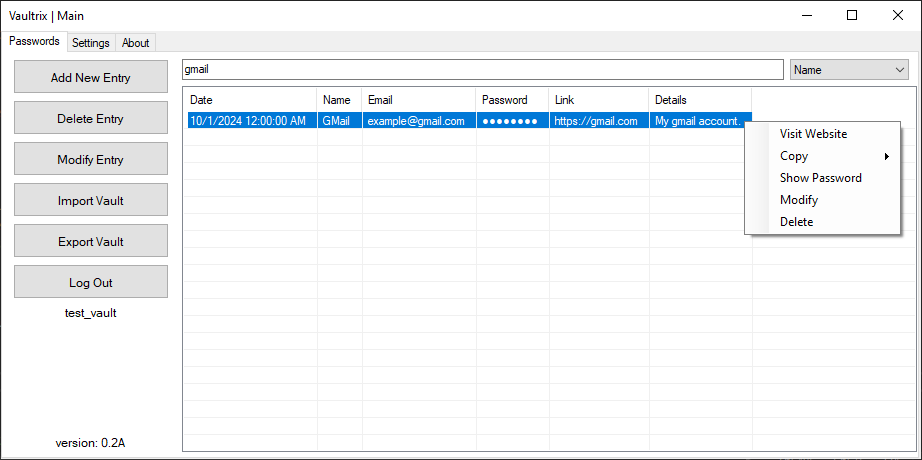 Vaultrix | Main
Passwords Settings About
Add New Entry
Delete Entry
Modify Entry
Import Vault
Export Vault
Log Out
test_vault
version: 0.2A
gmail
Name
Date Name Email Password Link Details
10/1/2024 12:00:00 AM GMail example@gmail.com ●●●●●●●● https://gmail.com My gmail account.
Visit Website
Copy
Show Password
Modify
Delete